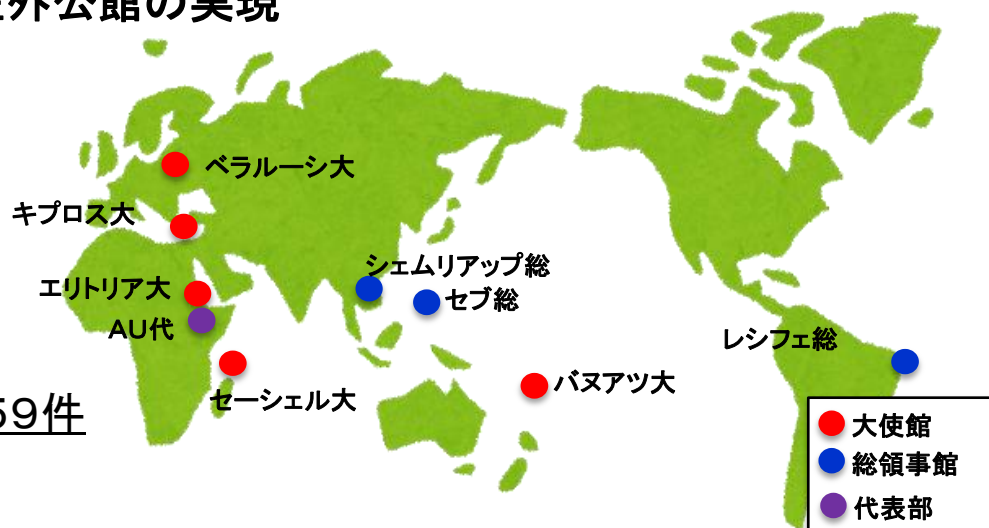 外公館の実現
ベラルーシ大
キプロス大
エリトリア大
AU代
シェムリアップ総
セブ総
レシフェ総
セーシェル大
バヌアツ大
59件
大使館
総領事館
代表部